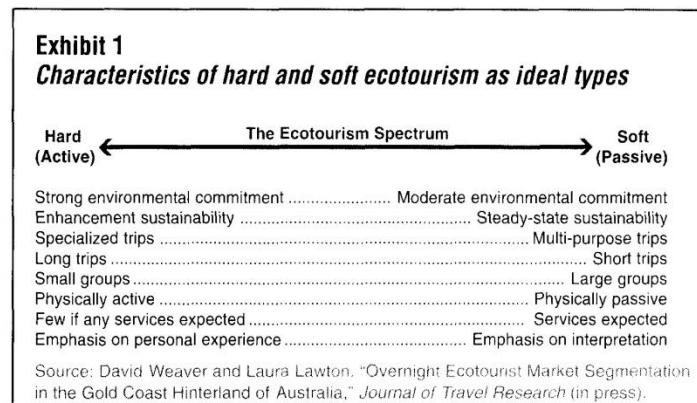 Exhibit 1
Characteristics of hard and soft ecotourism as ideal types
The Ecotourism Spectrum
Hard
(Active)
Soft
(Passive)
Strong environmental commitment ..................... Moderate environmental commitment
Enhancement sustainability ................................................ Steady-state sustainability
Specialized trips .......................................................................... Multi-purpose trips
Long trips ............................................................................................ Short trips
Small groups ...................................................................................... Large groups
Physically active ........................................................................... Physically passive
Few if any services expected ................................................... Services expected
Emphasis on personal experience ..................................... Emphasis on interpretation
Source: David Weaver and Laura Lawton, “Overnight Ecotourist Market Segmentation
in the Gold Coast Hinterland of Australia,” Journal of Travel Research (in press).